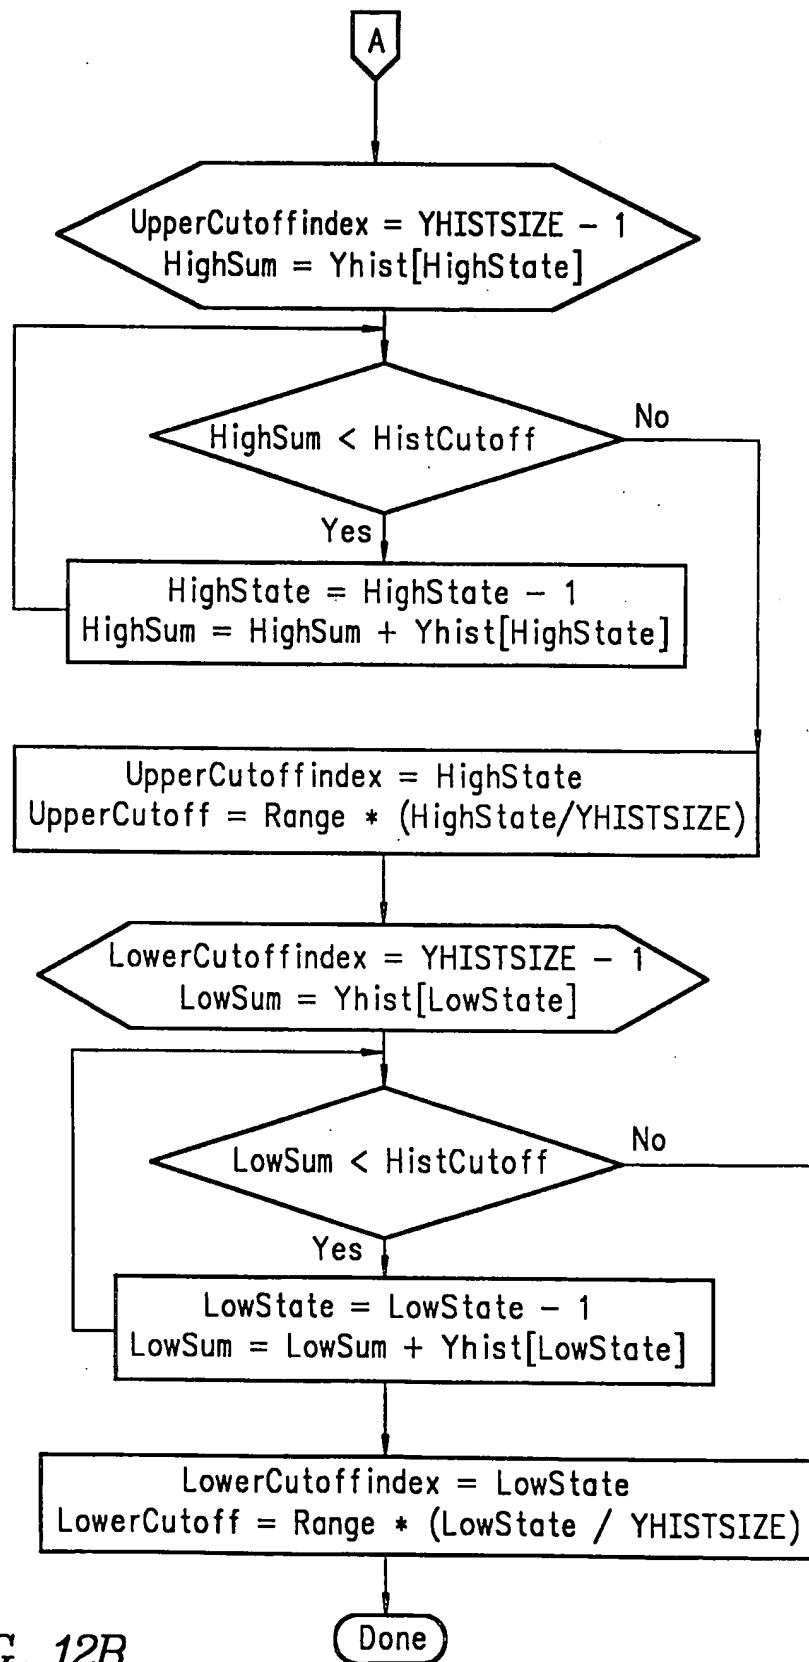 A
UpperCutoffindex = YHISTSIZE - 1
HighSum = Yhist[HighState]
HighSum < HistCutoff
No
Yes
HighState = HighState - 1
HighSum = HighSum + Yhist[HighState]
UpperCutoffindex = HighState
UpperCutoff = Range * (HighState/YHISTSIZE)
LowerCutoffindex = YHISTSIZE - 1
LowSum = Yhist[LowState]
LowSum < HistCutoff
No
Yes
LowState = LowState - 1
LowSum = LowSum + Yhist[LowState]
LowerCutoffindex = LowState
LowerCutoff = Range * (LowState / YHISTSIZE)
Done
G. 12B